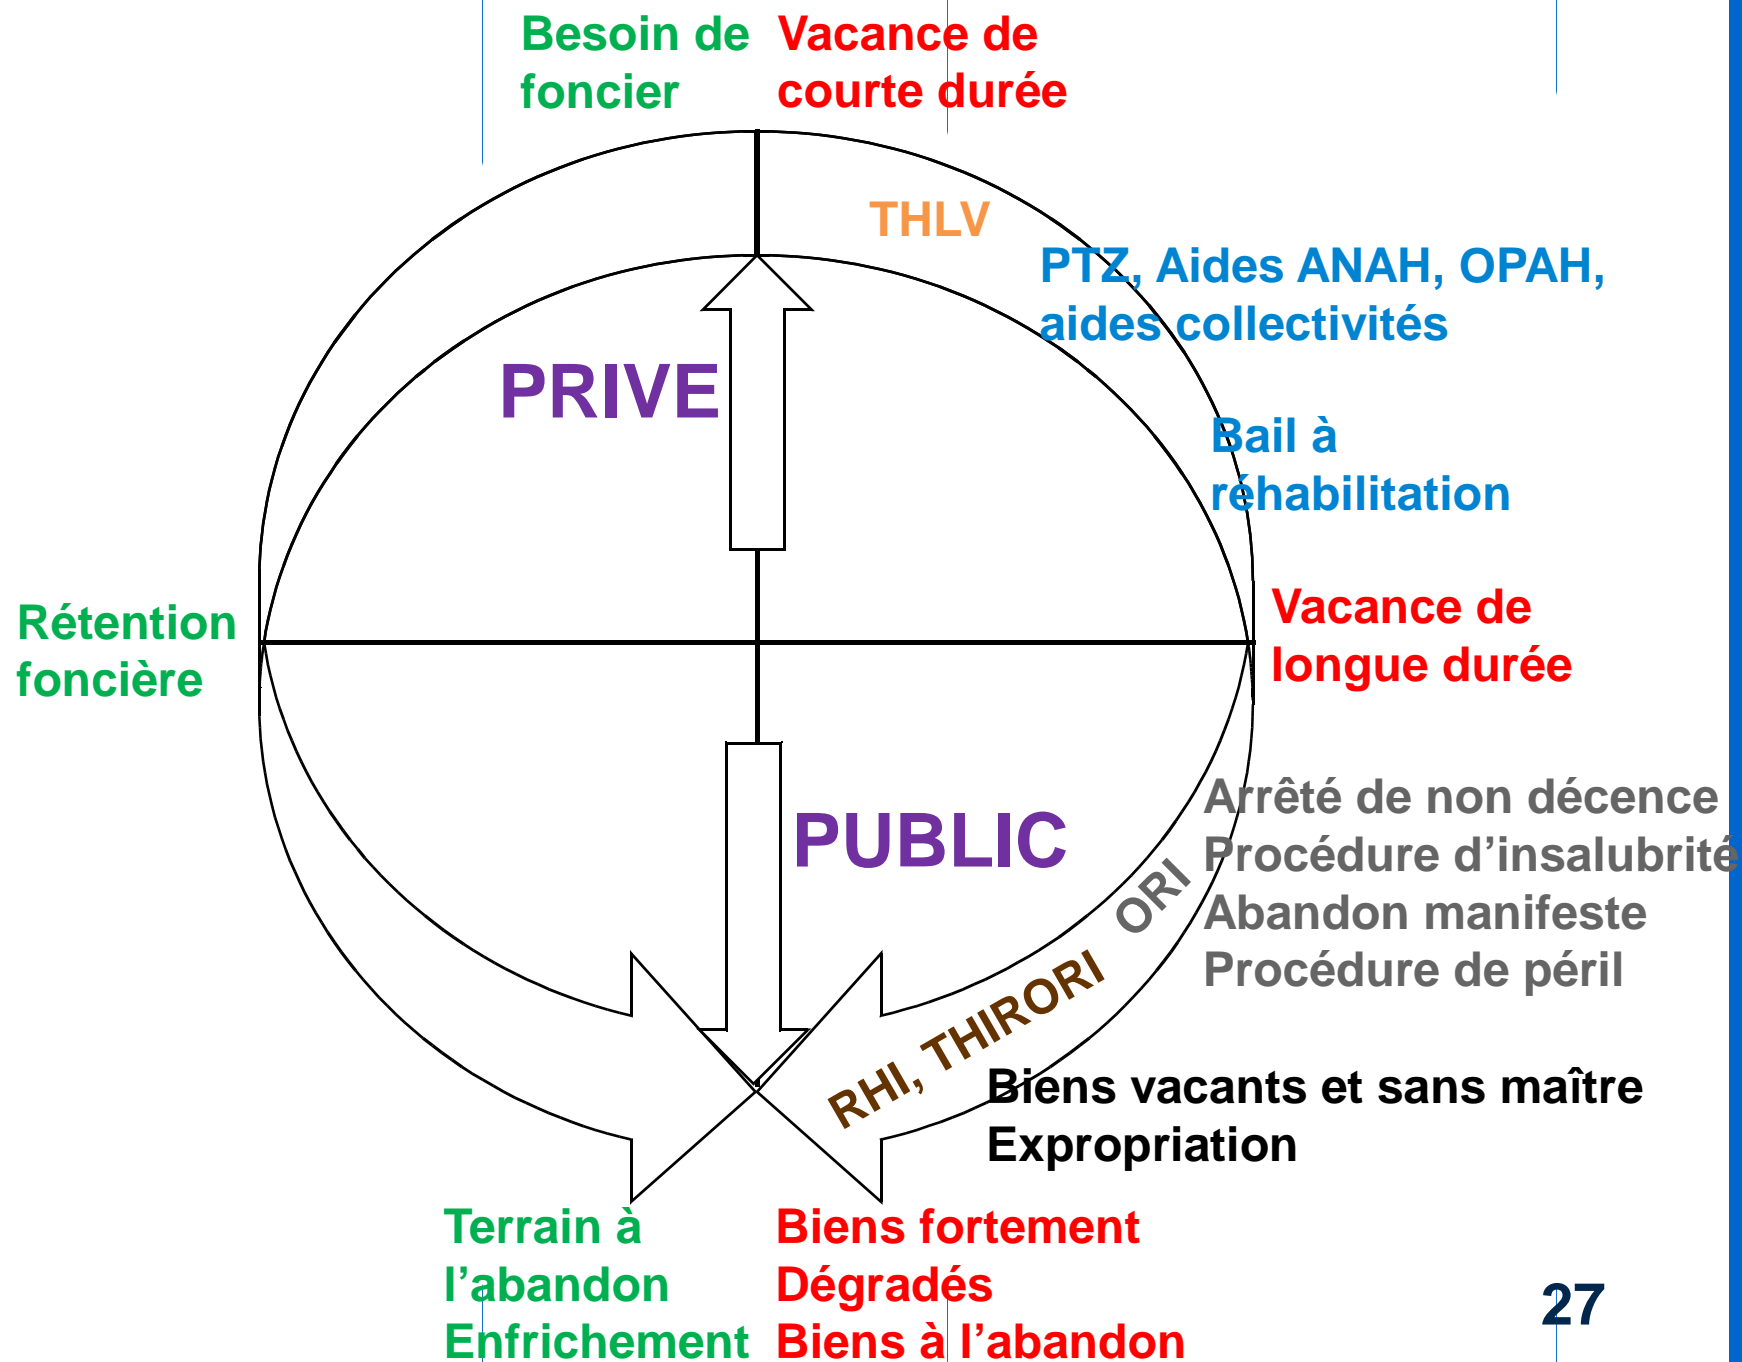 Besoin de
foncier
Vacance de
courte durée
THLV
PTZ, Aides ANAH, OPAH,
aides collectivités
PRIVE
Bail à
réhabilitation
Rétention
foncière
Vacance de
longue durée
PUBLIC
Arrêté de non décence
Procédure d’insalubrité
Abandon manifeste
Procédure de péril
ORI
RHI, THIRORI
Biens vacants et sans maître
Expropriation
Terrain à
l’abandon
Enfrichement
Biens fortement
Dégradés
Biens à l’abandon
27